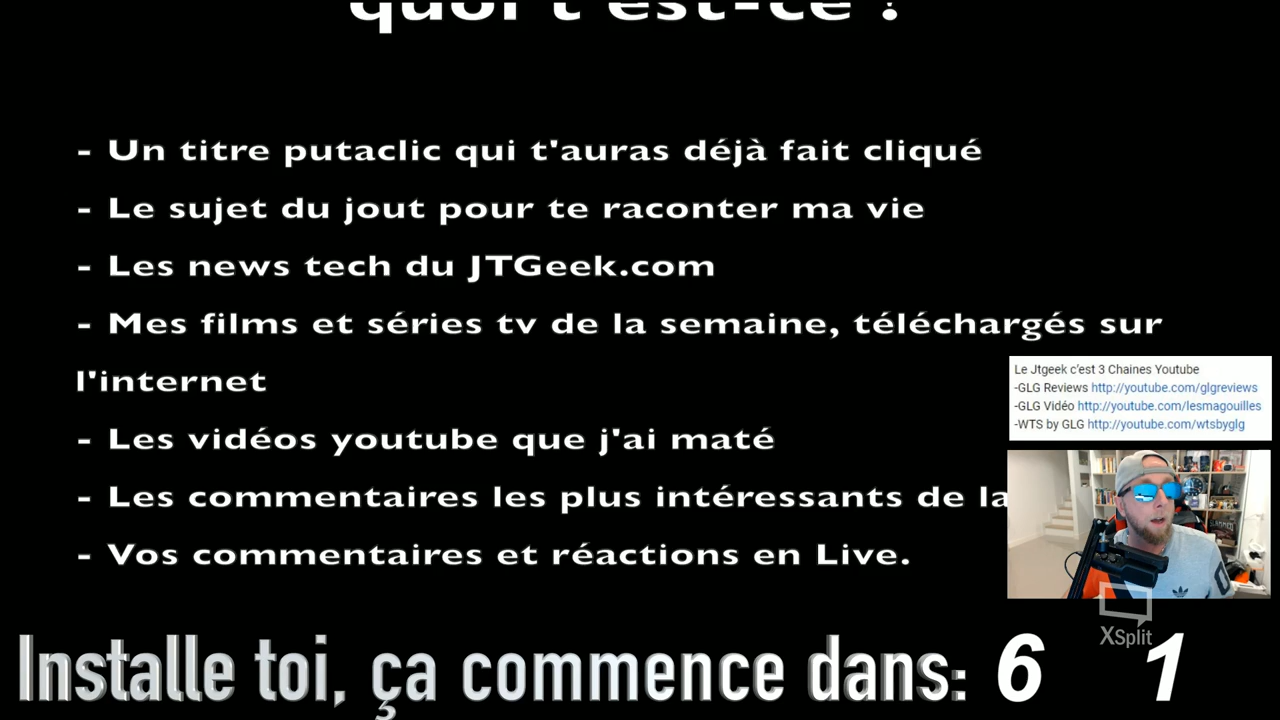 quoi t'est-ce ?
- Un titre putaclic qui t'auras déjà fait cliqué
- Le sujet du jout pour te raconter ma vie
- Les news tech du JTGeek.com
- Mes films et séries tv de la semaine, téléchargés sur
l'internet
- Les vidéos youtube que j'ai maté
- Les commentaires les plus intéressants de la
- Vos commentaires et réactions en Live.
Le Jtgeek c'est 3 Chaines Youtube
-GLG Reviews http://youtube.com/glgreviews
-GLG Vidéo http://youtube.com/lesmagouilles
-WTS by GLG http://youtube.com/wtsbyglg
XSplit
Installe toi, ça commence dans: 6 1